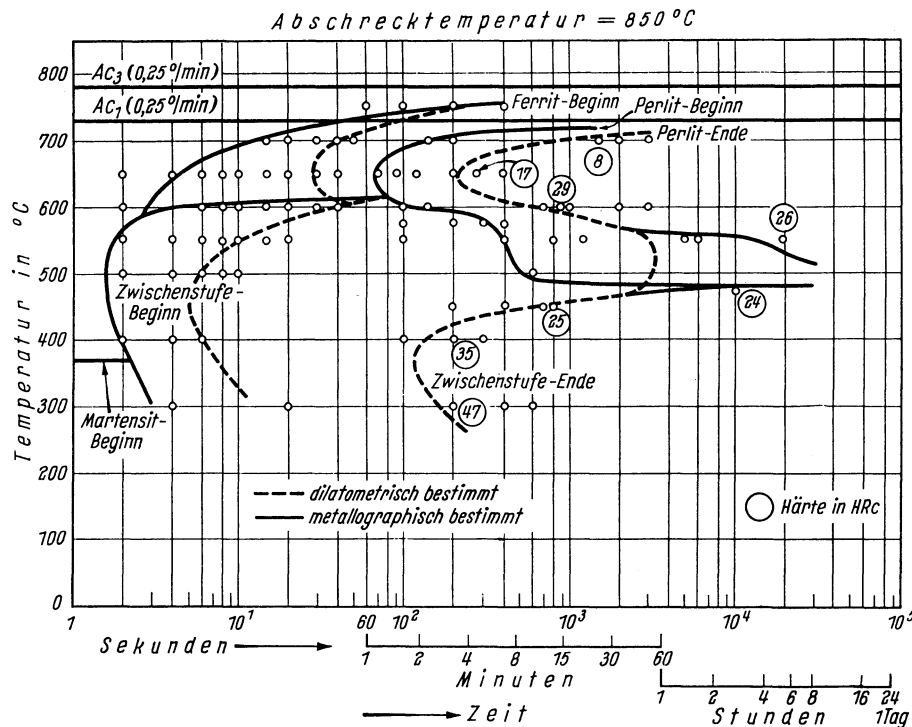 Abschrecktemperatur = 850°C
800
Ac3 (0,25°/min)
Ac1 (0,25°/min)
Ferrit-Beginn
Perlit-Beginn
Perlit-Ende
700
8
17
29
600
26
500
Zwischenstufe-
Beginn
24
25
400
35
Zwischenstufe-Ende
Martensit-
Beginn
47
300
200
dilatometrisch bestimmt
metallographisch bestimmt
Härte in HRc
100
0
Temperatur in °C
1 10¹ 60 10² 10³ 10⁴ 10⁵
Sekunden
1 2 4 8 15 30 60
Minuten
1 2 4 6 8 16 24
Stunden 1Tag
Zeit